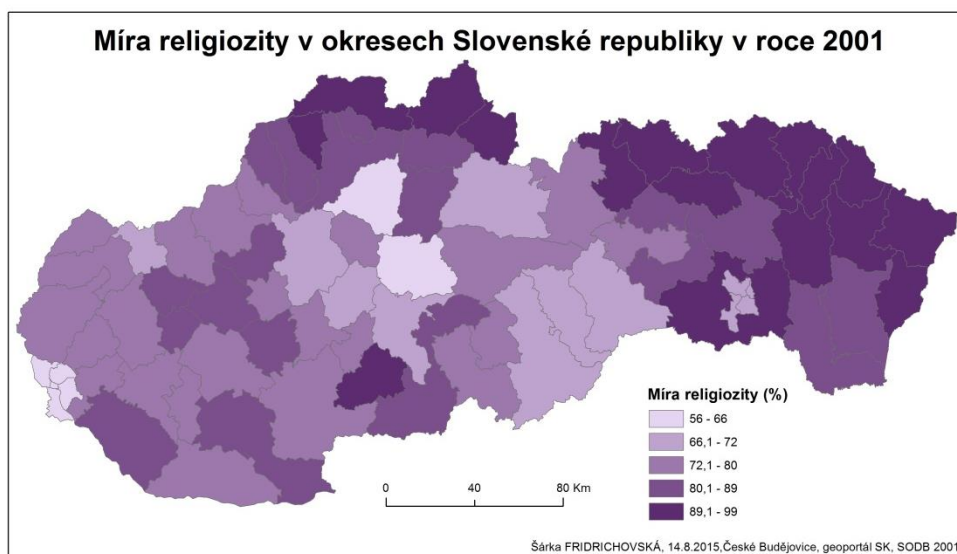 Míra religiozity v okresech Slovenské republiky v roce 2001
Míra religiozity (%)
56 - 66
66,1 - 72
72,1 - 80
80,1 - 89
89,1 - 99
0 40 80 Km
Šárka FRIDRICHOVSKÁ, 14.8.2015,České Budějovice, geoportál SK, SODB 2001